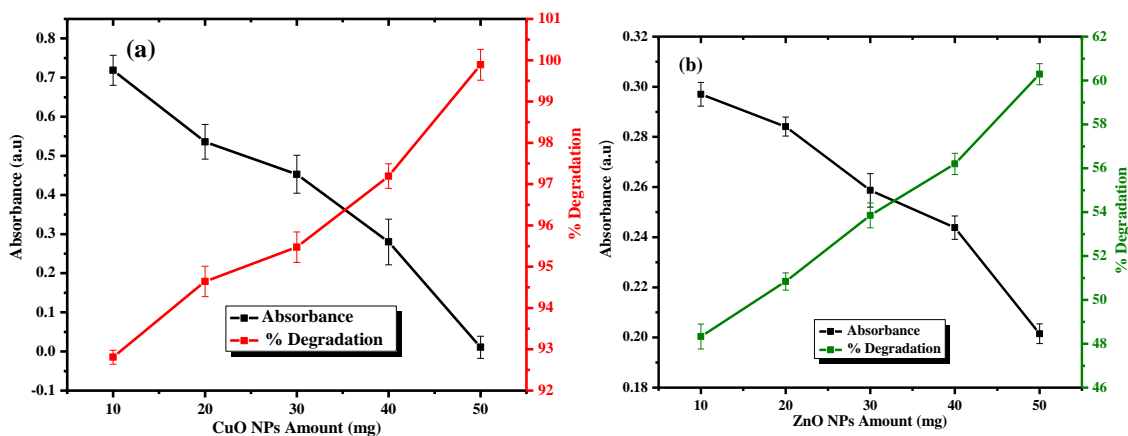 (a)
Absorbance (a.u)
0.8
0.7
0.6
0.5
0.4
0.3
0.2
0.1
0.0
-0.1
101
100
99
98
97
96
95
94
93
92
% Degradation
Absorbance
% Degradation
10 20 30 40 50
CuO NPs Amount (mg)
(b)
Absorbance (a.u)
0.32
0.30
0.28
0.26
0.24
0.22
0.20
0.18
62
60
58
56
54
52
50
48
46
% Degradation
Absorbance
% Degradation
10 20 30 40 50
ZnO NPs Amount (mg)